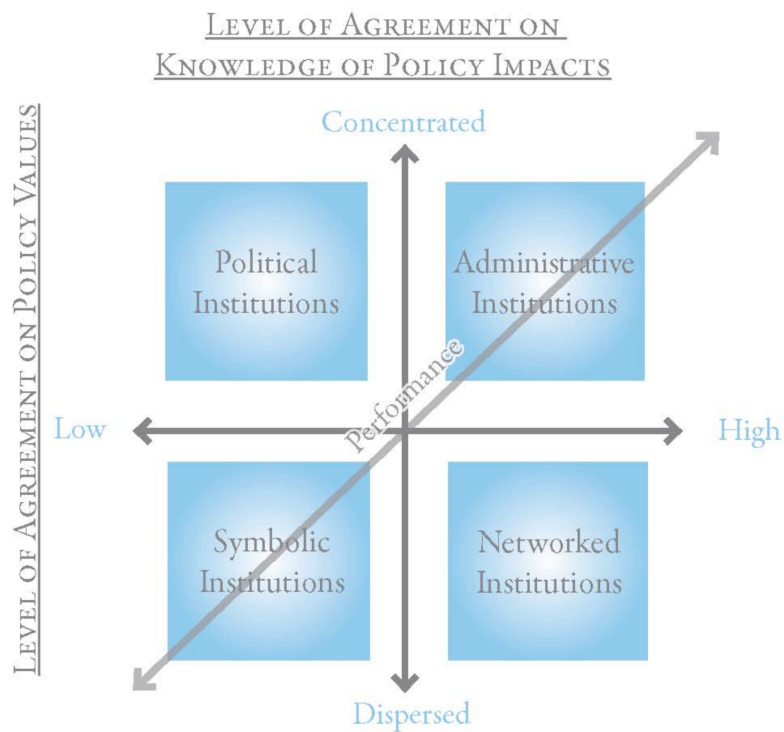 Level of Agreement on
Knowledge of Policy Impacts
Level of Agreement on Policy Values
Concentrated
Political
Institutions
Administrative
Institutions
Performance
Low
High
Symbolic
Institutions
Networked
Institutions
Dispersed